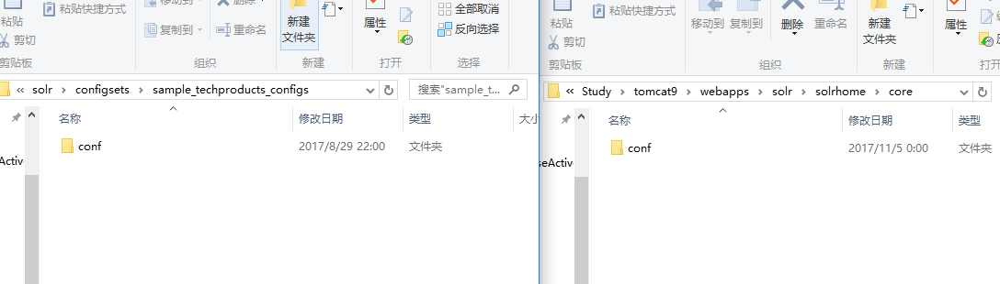 粘贴
粘贴快捷方式
剪切
移动到
复制到
删除
重命名
新建
文件夹
属性
全部取消
反向选择
剪贴板
组织
新建
打开
选择
« solr › configsets › sample_techproducts_configs
搜索"sample_t...
名称
修改日期
类型
大小
conf
2017/8/29 22:00
文件夹
Active
粘贴
粘贴快捷方式
剪切
移动到
复制到
删除
重命名
新建
文件夹
属性
剪贴板
组织
新建
« Study › tomcat9 › webapps › solr › solrhome › core
名称
修改日期
类型
conf
2017/11/5 0:00
文件夹
seActiv